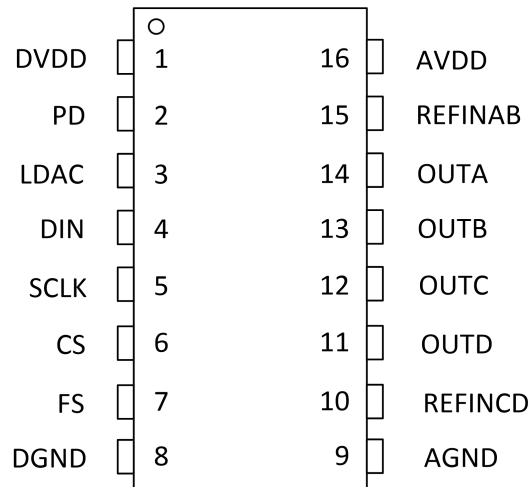 DVDD 1 16 AVDD
PD 2 15 REFINAB
LDAC 3 14 OUTA
DIN 4 13 OUTB
SCLK 5 12 OUTC
CS 6 11 OUTD
FS 7 10 REFINCD
DGND 8 9 AGND